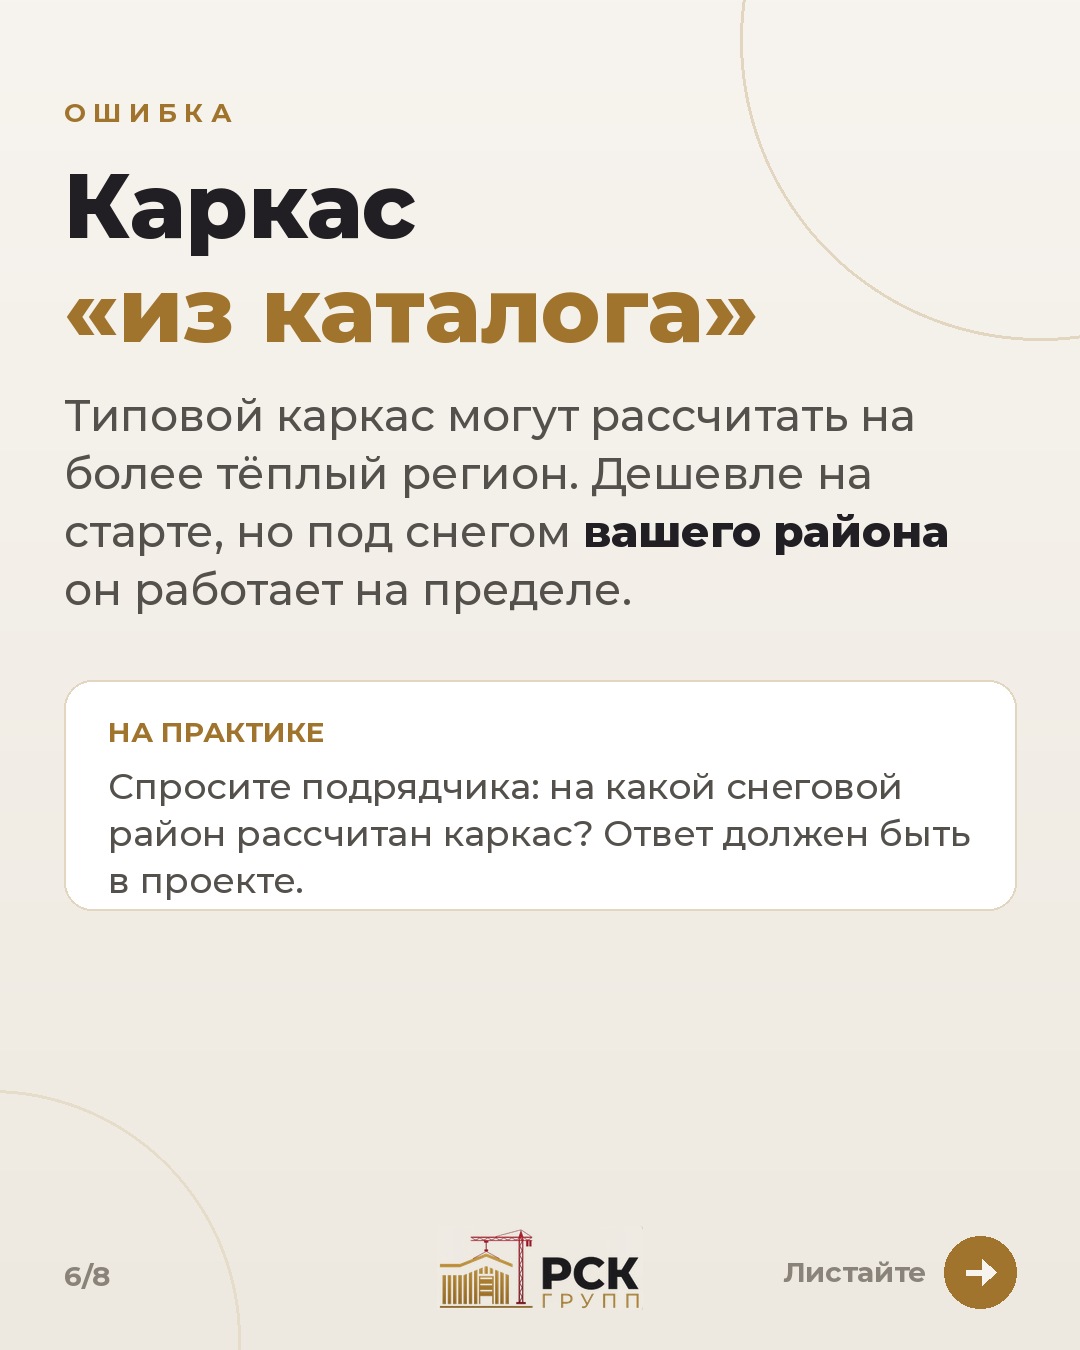 ОШИБКА
Каркас
«из каталога»
Типовой каркас могут рассчитать на
более тёплый регион. Дешевле на
старте, но под снегом вашего района
он работает на пределе.
НА ПРАКТИКЕ
Спросите подрядчика: на какой снеговой
район рассчитан каркас? Ответ должен быть
в проекте.
6/8
РСК
ГРУПП
Листайте